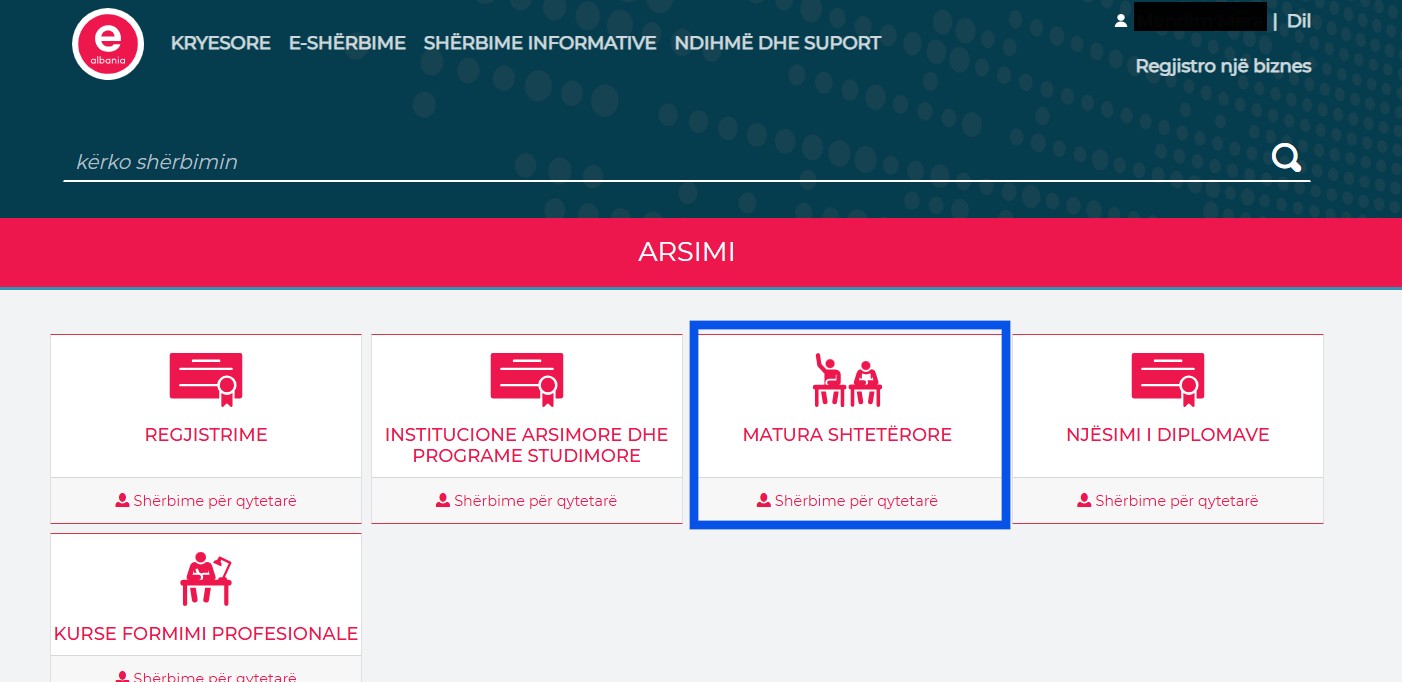 e
albania
KRYESORE E-SHËRBIME SHËRBIME INFORMATIVE NDIHMË DHE SUPORT
| Dil
Regjistro një biznes
kërko shërbimin
ARSIMI
REGJISTRIME
Shërbime për qytetarë
INSTITUCIONE ARSIMORE DHE
PROGRAME STUDIMORE
Shërbime për qytetarë
MATURA SHTETËRORE
Shërbime për qytetarë
NJËSIMI I DIPLOMAVE
Shërbime për qytetarë
KURSE FORMIMI PROFESIONALE
Shërbime për qytetarë